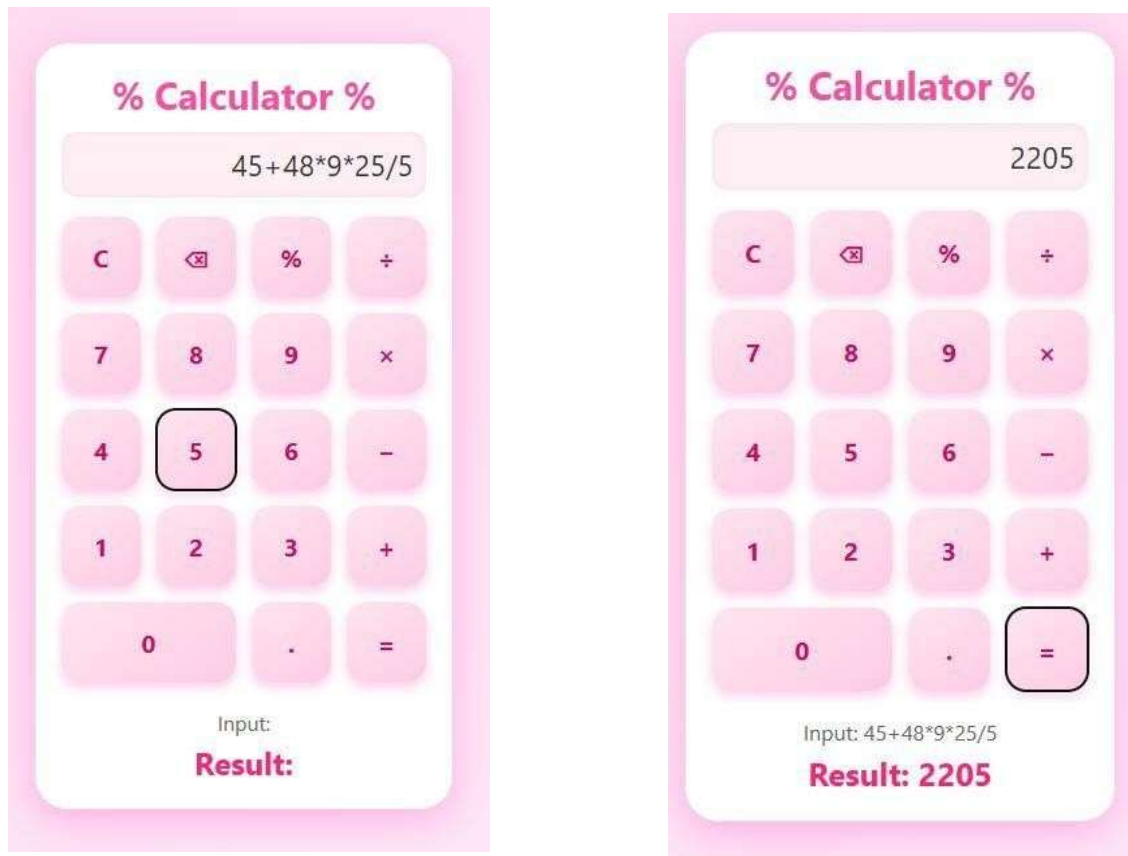 % Calculator %
45+48*9*25/5
C ⌫ % ÷
7 8 9 ×
4 5 6 −
1 2 3 +
0 . =
Input:
Result:
% Calculator %
2205
C ⌫ % ÷
7 8 9 ×
4 5 6 −
1 2 3 +
0 . =
Input: 45+48*9*25/5
Result: 2205